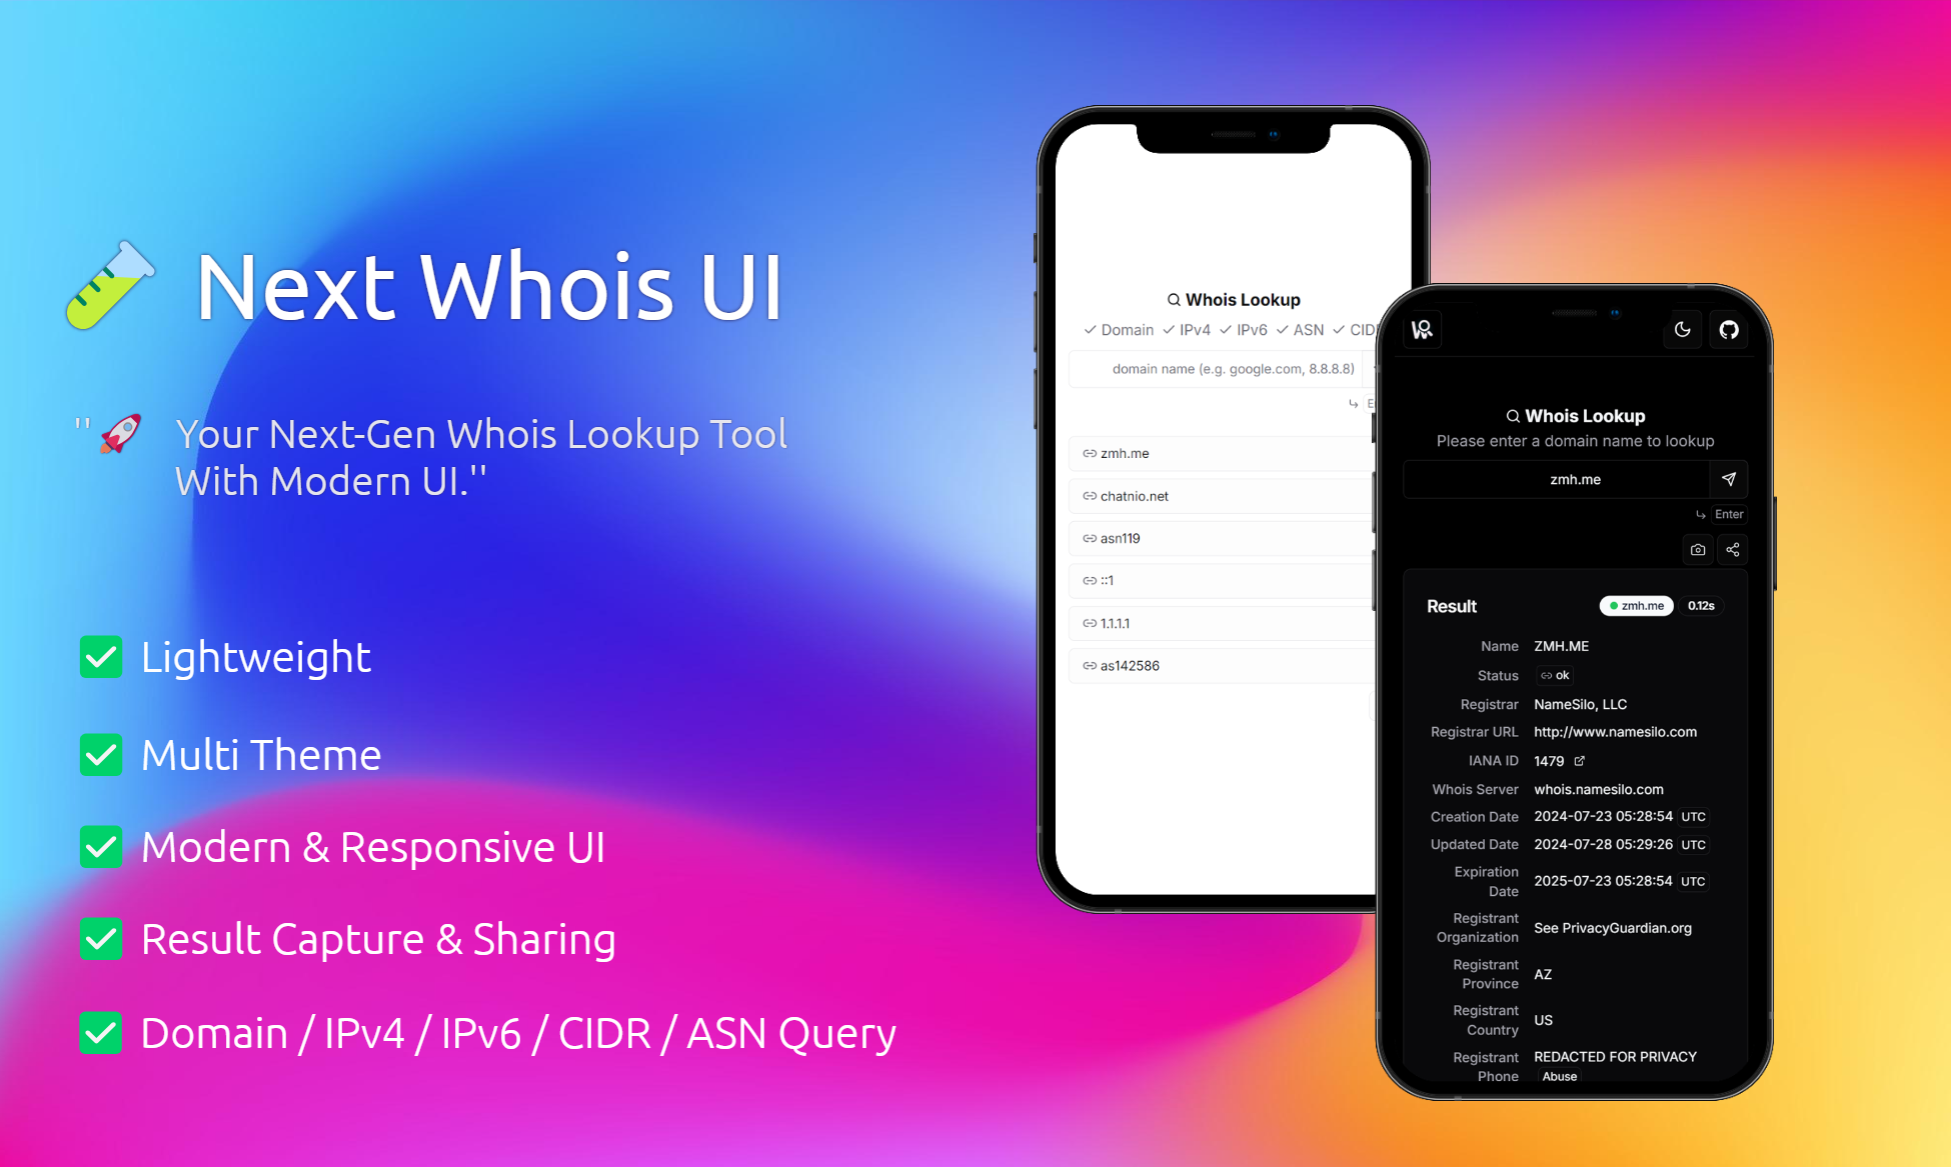 Next Whois UI
"🚀 Your Next-Gen Whois Lookup Tool
With Modern UI."
Lightweight
Multi Theme
Modern & Responsive UI
Result Capture & Sharing
Domain / IPv4 / IPv6 / CIDR / ASN Query
Whois Lookup
Domain IPv4 IPv6 ASN CIDR
domain name (e.g. google.com, 8.8.8.8)
zmh.me
chatnio.net
asn119
::1
1.1.1.1
as142586
Whois Lookup
Please enter a domain name to lookup
zmh.me
Enter
Result zmh.me 0.12s
Name ZMH.ME
Status ok
Registrar NameSilo, LLC
Registrar URL http://www.namesilo.com
IANA ID 1479
Whois Server whois.namesilo.com
Creation Date 2024-07-23 05:28:54 UTC
Updated Date 2024-07-28 05:29:26 UTC
Expiration
Date 2025-07-23 05:28:54 UTC
Registrant
Organization See PrivacyGuardian.org
Registrant
Province AZ
Registrant
Country US
Registrant REDACTED FOR PRIVACY
Phone Abuse